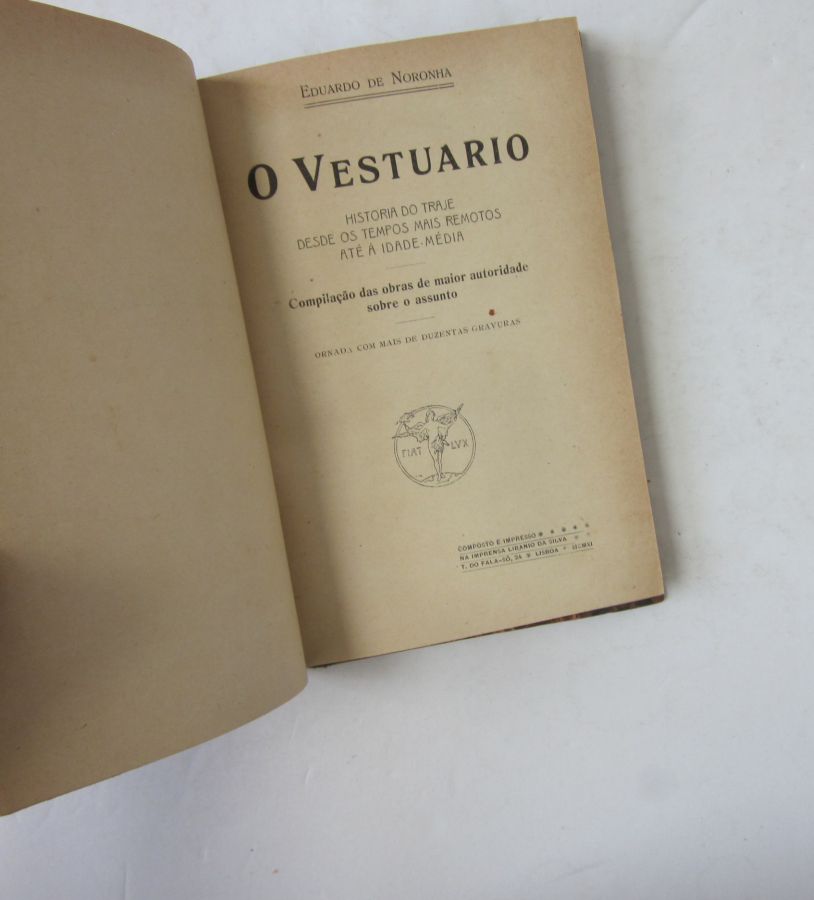 EDUARDO DE NORONHA
O VESTUARIO
HISTORIA DO TRAJE
DESDE OS TEMPOS MAIS REMOTOS
ATÉ Á IDADE-MÉDIA
Compilação das obras de maior autoridade
sobre o assunto
ORNADA COM MAIS DE DUZENTAS GRAVURAS
FIAT LVX
COMPOSTO E IMPRESSO
NA IMPRENSA LIBANIO DA SILVA
T. DO FALA-SÓ, 24 LISBOA MCMXI